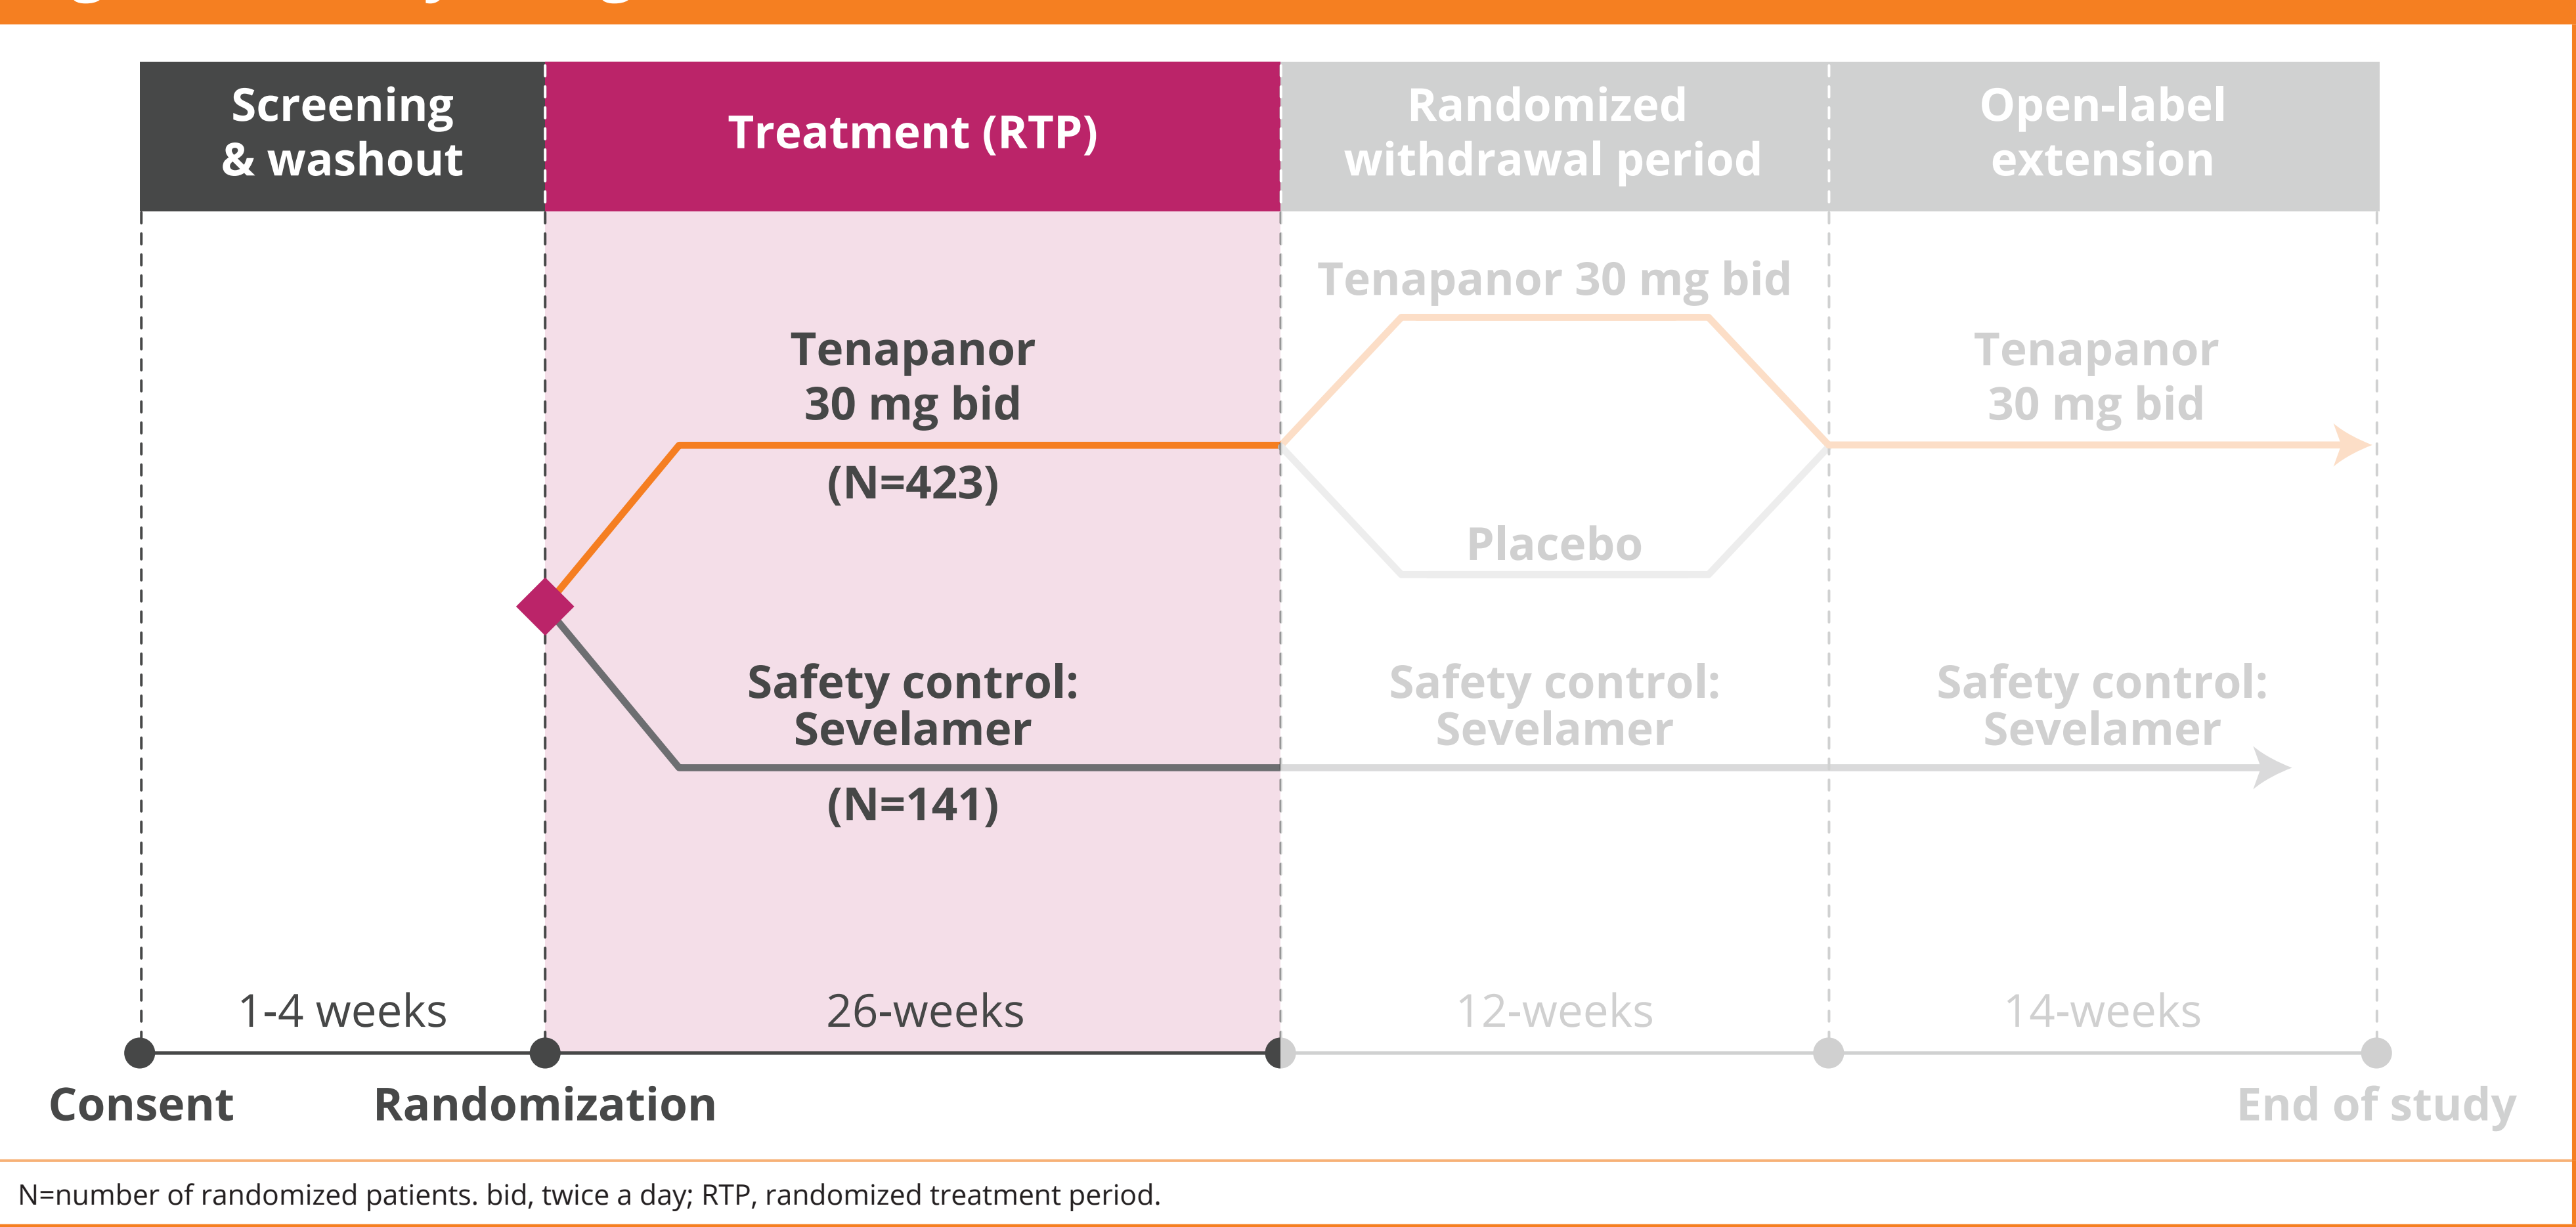 Screening
& washout
Treatment (RTP)
Randomized
withdrawal period
Open-label
extension
Tenapanor
30 mg bid
(N=423)
Safety control:
Sevelamer
(N=141)
Tenapanor 30 mg bid
Placebo
Safety control:
Sevelamer
Tenapanor
30 mg bid
Safety control:
Sevelamer
1-4 weeks
26-weeks
12-weeks
14-weeks
Consent
Randomization
End of study
N=number of randomized patients. bid, twice a day; RTP, randomized treatment period.